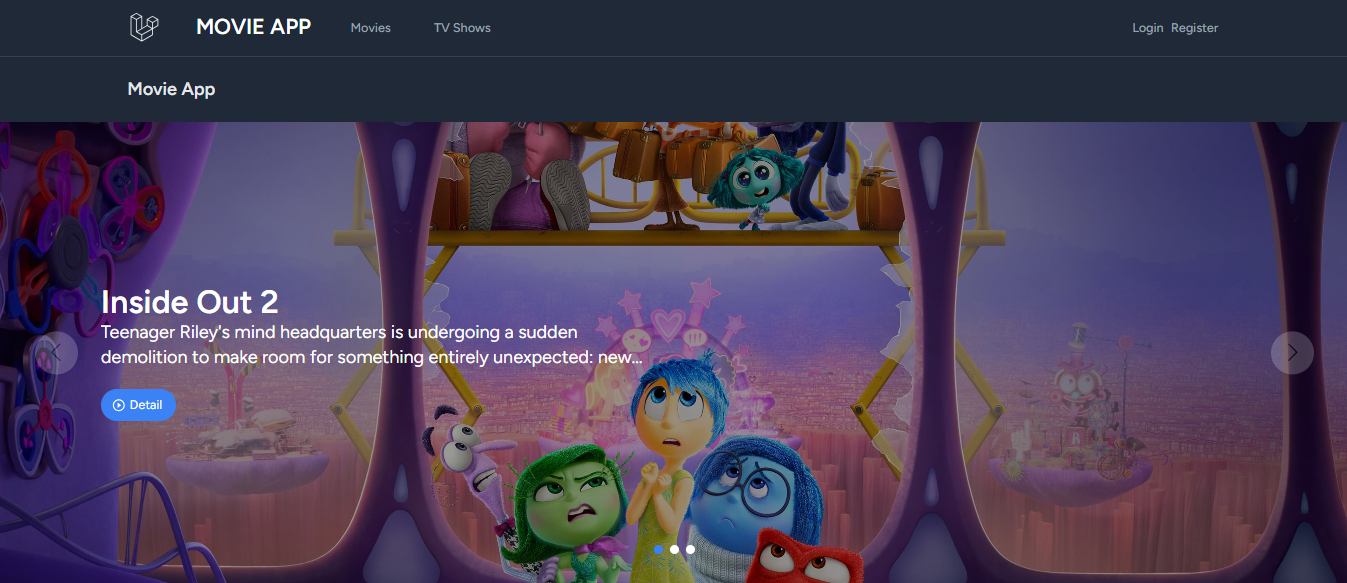 MOVIE APP
Movies
TV Shows
Login
Register
Movie App
Inside Out 2
Teenager Riley's mind headquarters is undergoing a sudden
demolition to make room for something entirely unexpected: new...
Detail